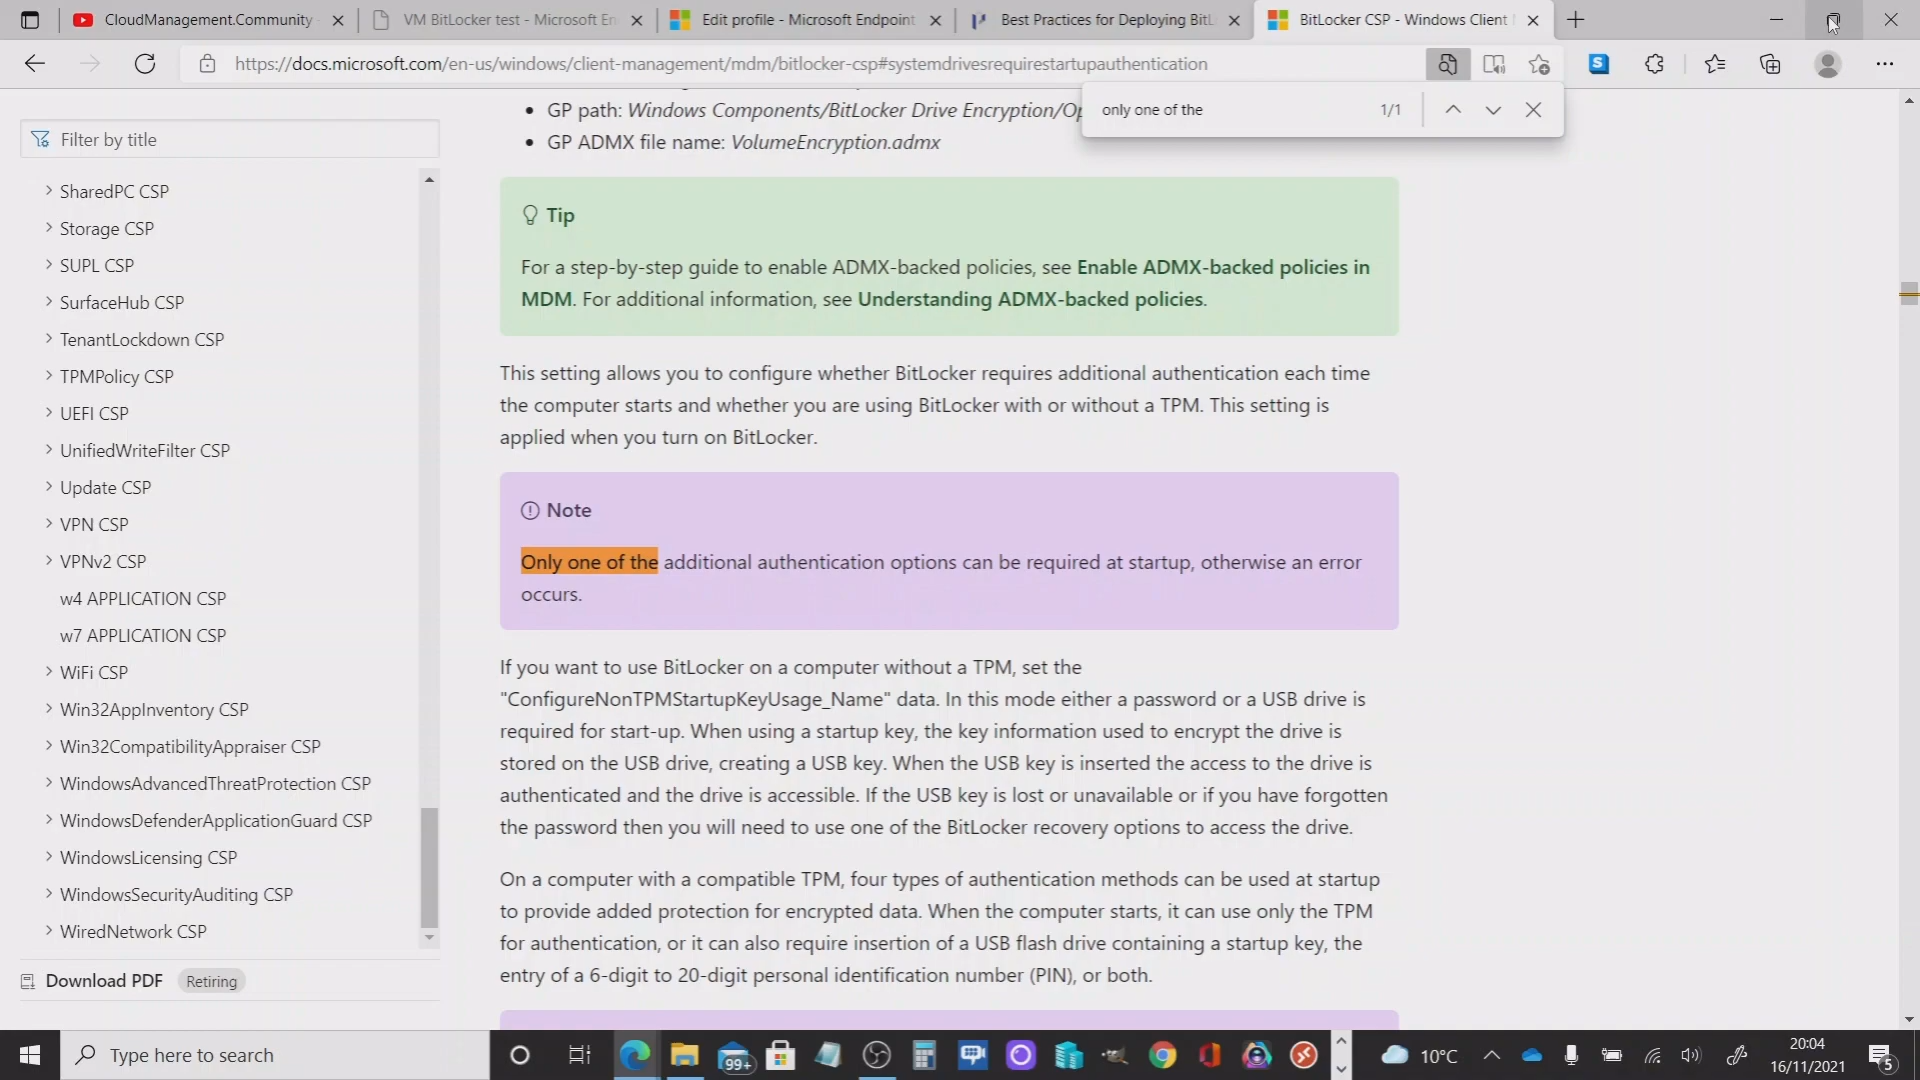 CloudManagement.Community
VM BitLocker test - Microsoft En
Edit profile - Microsoft Endpoint
Best Practices for Deploying BitL
BitLocker CSP - Windows Client
https://docs.microsoft.com/en-us/windows/client-management/mdm/bitlocker-csp#systemdrivesrequirestartupauthentication
only one of the
1/1
Filter by title
SharedPC CSP
Storage CSP
SUPL CSP
SurfaceHub CSP
TenantLockdown CSP
TPMPolicy CSP
UEFI CSP
UnifiedWriteFilter CSP
Update CSP
VPN CSP
VPNv2 CSP
w4 APPLICATION CSP
w7 APPLICATION CSP
WiFi CSP
Win32AppInventory CSP
Win32CompatibilityAppraiser CSP
WindowsAdvancedThreatProtection CSP
WindowsDefenderApplicationGuard CSP
WindowsLicensing CSP
WindowsSecurityAuditing CSP
WiredNetwork CSP
Download PDF
Retiring
• GP path: Windows Components/BitLocker Drive Encryption/Op
• GP ADMX file name: VolumeEncryption.admx
Tip
For a step-by-step guide to enable ADMX-backed policies, see Enable ADMX-backed policies in
MDM. For additional information, see Understanding ADMX-backed policies.
This setting allows you to configure whether BitLocker requires additional authentication each time
the computer starts and whether you are using BitLocker with or without a TPM. This setting is
applied when you turn on BitLocker.
Note
Only one of the additional authentication options can be required at startup, otherwise an error
occurs.
If you want to use BitLocker on a computer without a TPM, set the
"ConfigureNonTPMStartupKeyUsage_Name" data. In this mode either a password or a USB drive is
required for start-up. When using a startup key, the key information used to encrypt the drive is
stored on the USB drive, creating a USB key. When the USB key is inserted the access to the drive is
authenticated and the drive is accessible. If the USB key is lost or unavailable or if you have forgotten
the password then you will need to use one of the BitLocker recovery options to access the drive.
On a computer with a compatible TPM, four types of authentication methods can be used at startup
to provide added protection for encrypted data. When the computer starts, it can use only the TPM
for authentication, or it can also require insertion of a USB flash drive containing a startup key, the
entry of a 6-digit to 20-digit personal identification number (PIN), or both.
Type here to search
99+
10°C
20:04
16/11/2021
5